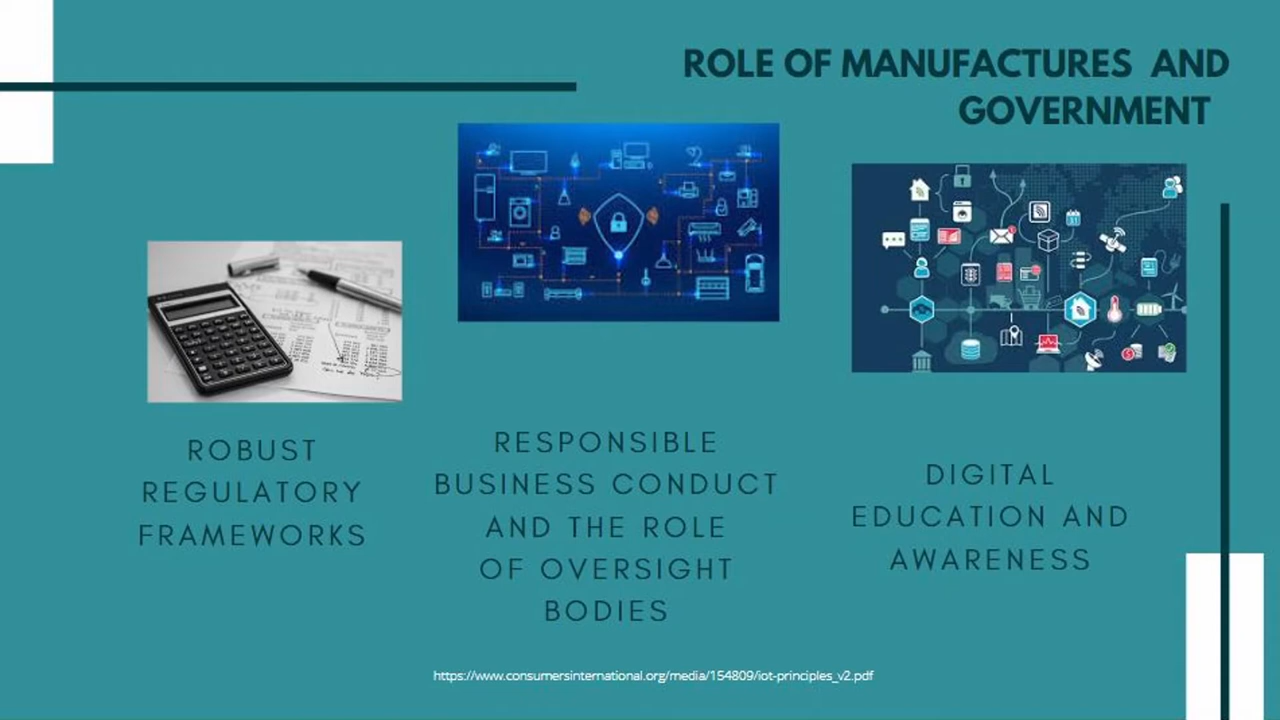 ROLE OF MANUFACTURES AND
GOVERNMENT
ROBUST
REGULATORY
FRAMEWORKS
RESPONSIBLE
BUSINESS CONDUCT
AND THE ROLE
OF OVERSIGHT
BODIES
DIGITAL
EDUCATION AND
AWARENESS
https://www.consumersinternational.org/media/154809/iot-principles_v2.pdf